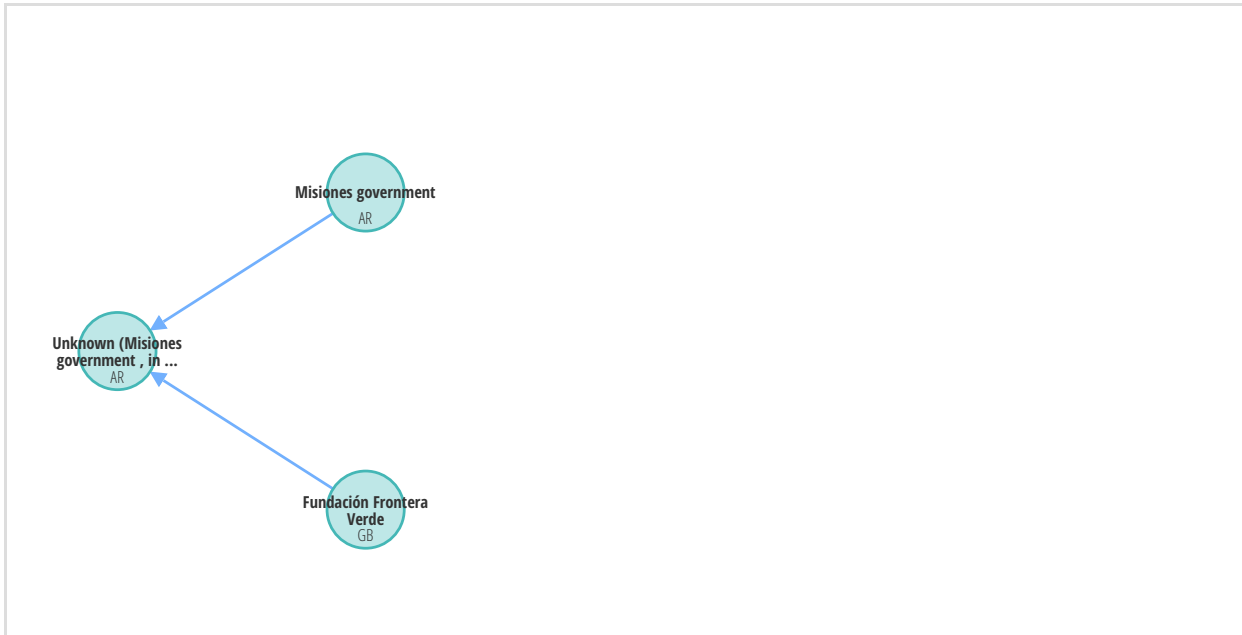 Misiones government
AR
Unknown (Misiones
government , in ...
AR
Fundación Frontera
Verde
GB